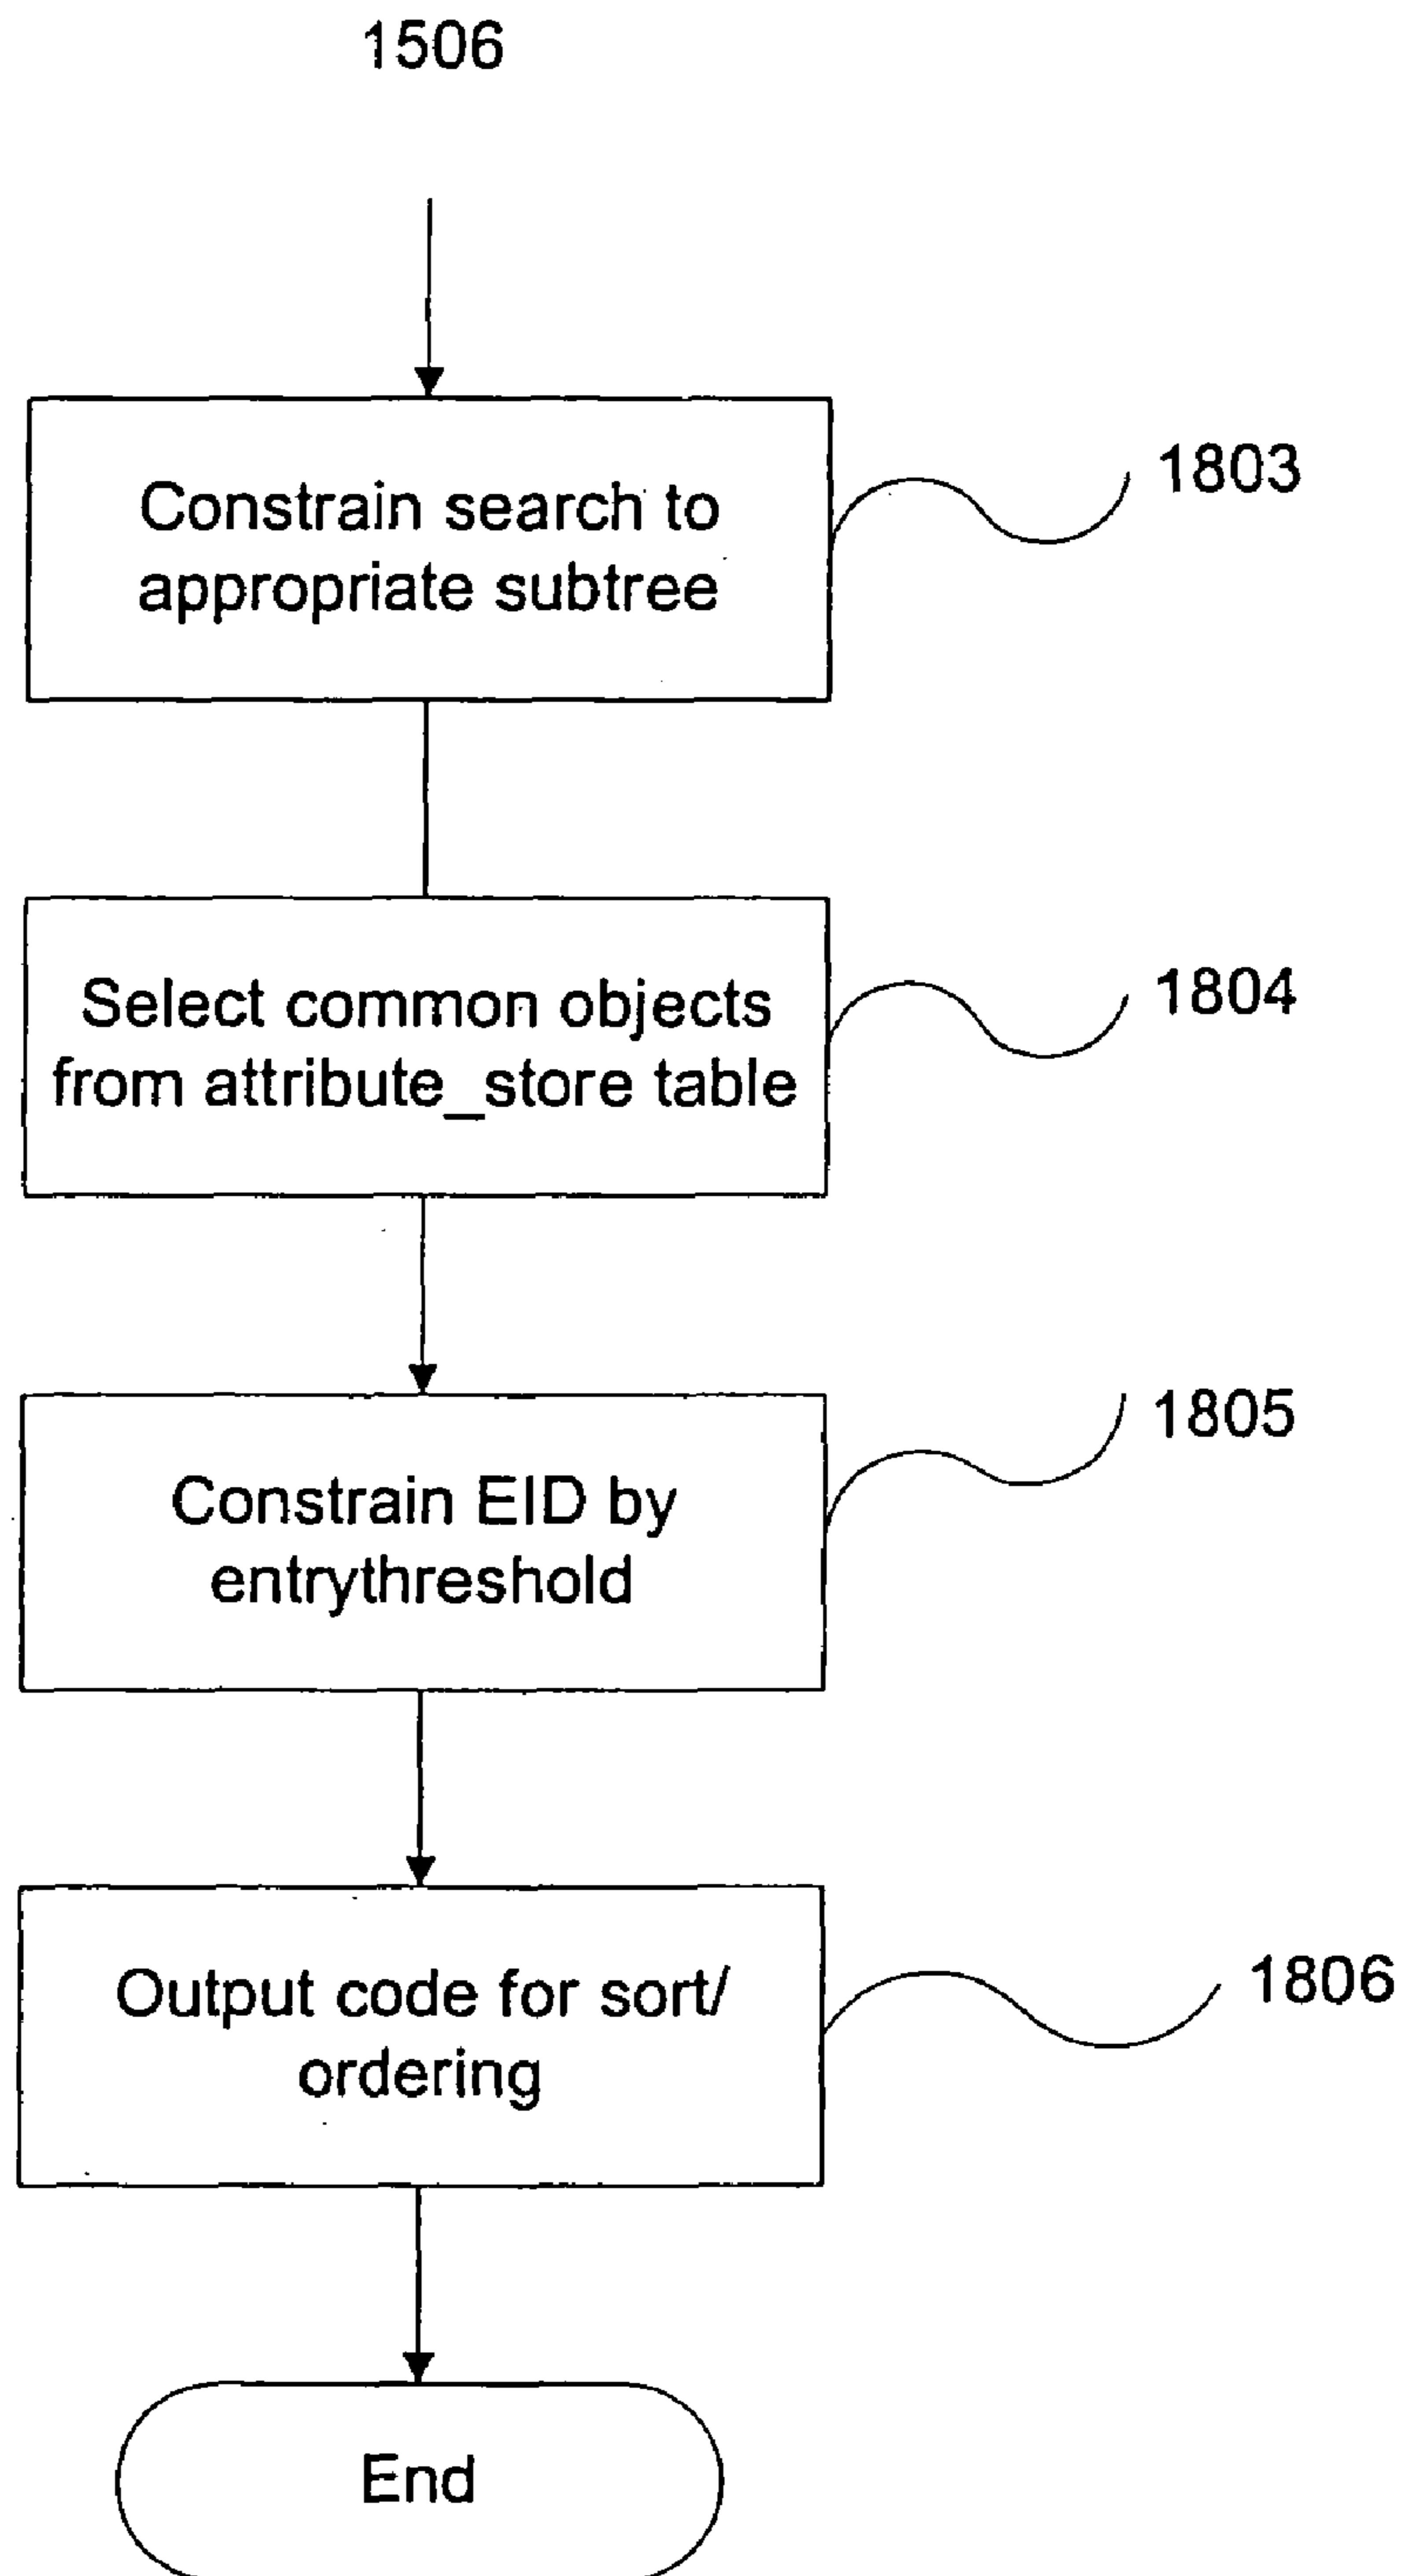 1506
Constrain search to
appropriate subtree
1803
Select common objects
from attribute_store table
1804
Constrain EID by
entrythreshold
1805
Output code for sort/
ordering
1806
End